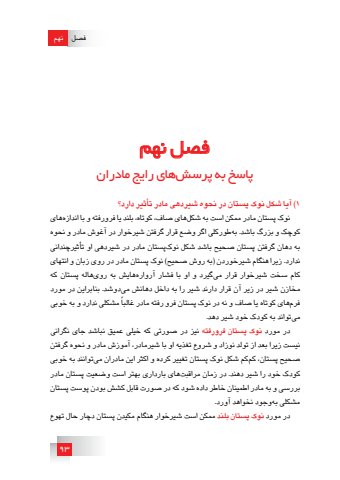 فصل نهم
فصل نهم
پاسخ به پرسش‌های رایج مادران
۱) آیا شکل نوک پستان در نحوه شیردهی مادر تأثیر دارد؟
نوک پستان مادر ممکن است به شکل‌های صاف، کوتاه، بلند یا فرورفته و با اندازه‌های
کوچک و بزرگ باشد. به‌طورکلی اگر وضع قرار گرفتن شیرخوار در آغوش مادر و نحوه
به دهان گرفتن پستان صحیح باشد شکل نوک‌پستان مادر در شیردهی او تأثیرچندانی
ندارد. زیرا هنگام شیرخوردن (به روش صحیح) نوک پستان مادر در روی زبان و انتهای
کام سخت شیرخوار قرار می‌گیرد و او با فشار آرواره‌هایش به روی‌هاله پستان که
مخازن شیر در زیر آن قرار دارند شیر را به داخل دهانش می‌دوشد. بنابراین در مورد
فرم‌های کوتاه یا صاف و نه در نوک پستان فرو رفته مادر غالباً مشکلی ندارد و به خوبی
می‌تواند به کودک خود شیر دهد.
در مورد نوک پستان فرورفته نیز در صورتی که خیلی عمیق نباشد جای نگرانی
نیست زیرا بعد از تولد نوزاد و شروع تغذیه او با شیرمادر، آموزش مادر و نحوه گرفتن
صحیح پستان، کم‌کم شکل نوک پستان تغییر کرده و اکثر این مادران می‌توانند به خوبی
کودک خود را شیر دهند. در زمان مراقبت‌های بارداری بهتر است وضعیت پستان مادر
بررسی و به مادر اطمینان خاطر داده شود که در صورت قابل کشش بودن پوست پستان
مشکلی به‌وجود نخواهد آورد.
در مورد نوک پستان بلند ممکن است شیرخوار هنگام مکیدن پستان دچار حال تهوع
۹۳